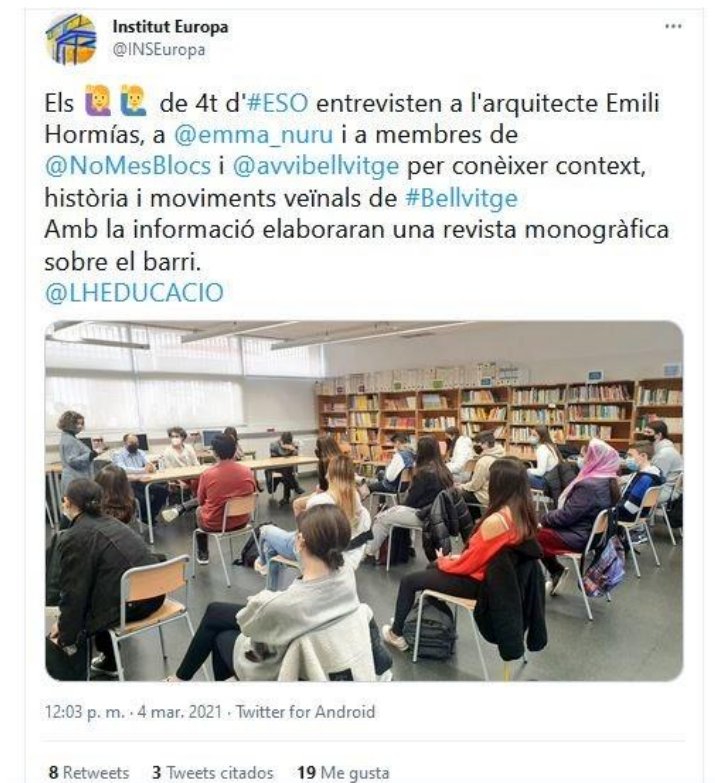 Institut Europa
@INSEuropa
Els 🙋 🙋‍♂️ de 4t d'#ESO entrevisten a l'arquitecte Emili
Hormías, a @emma_nuru i a membres de
@NoMesBlocs i @avvibellvitge per conèixer context,
història i moviments veïnals de #Bellvitge
Amb la informació elaboraran una revista monogràfica
sobre el barri.
@LHEDUCACIO
12:03 p. m. · 4 mar. 2021 · Twitter for Android
8 Retweets 3 Tweets citados 19 Me gusta